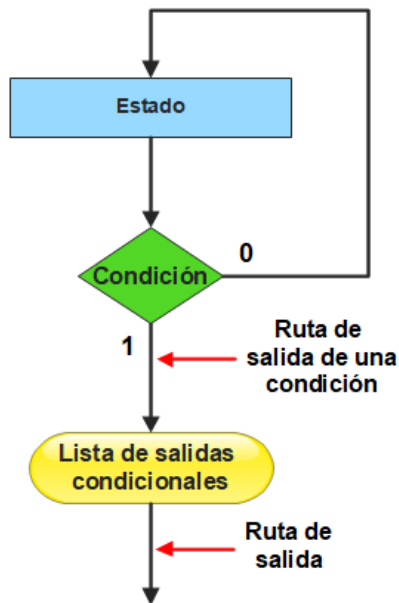 Estado
Condición
0
1
Ruta de
salida de una
condición
Lista de salidas
condicionales
Ruta de
salida